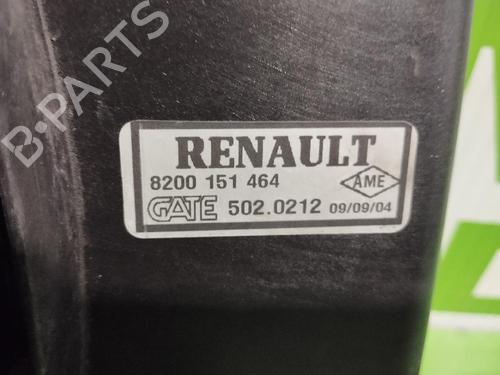 B-PARTS
RENAULT
8200 151 464
AME
GATE 502.0212 09/09/04